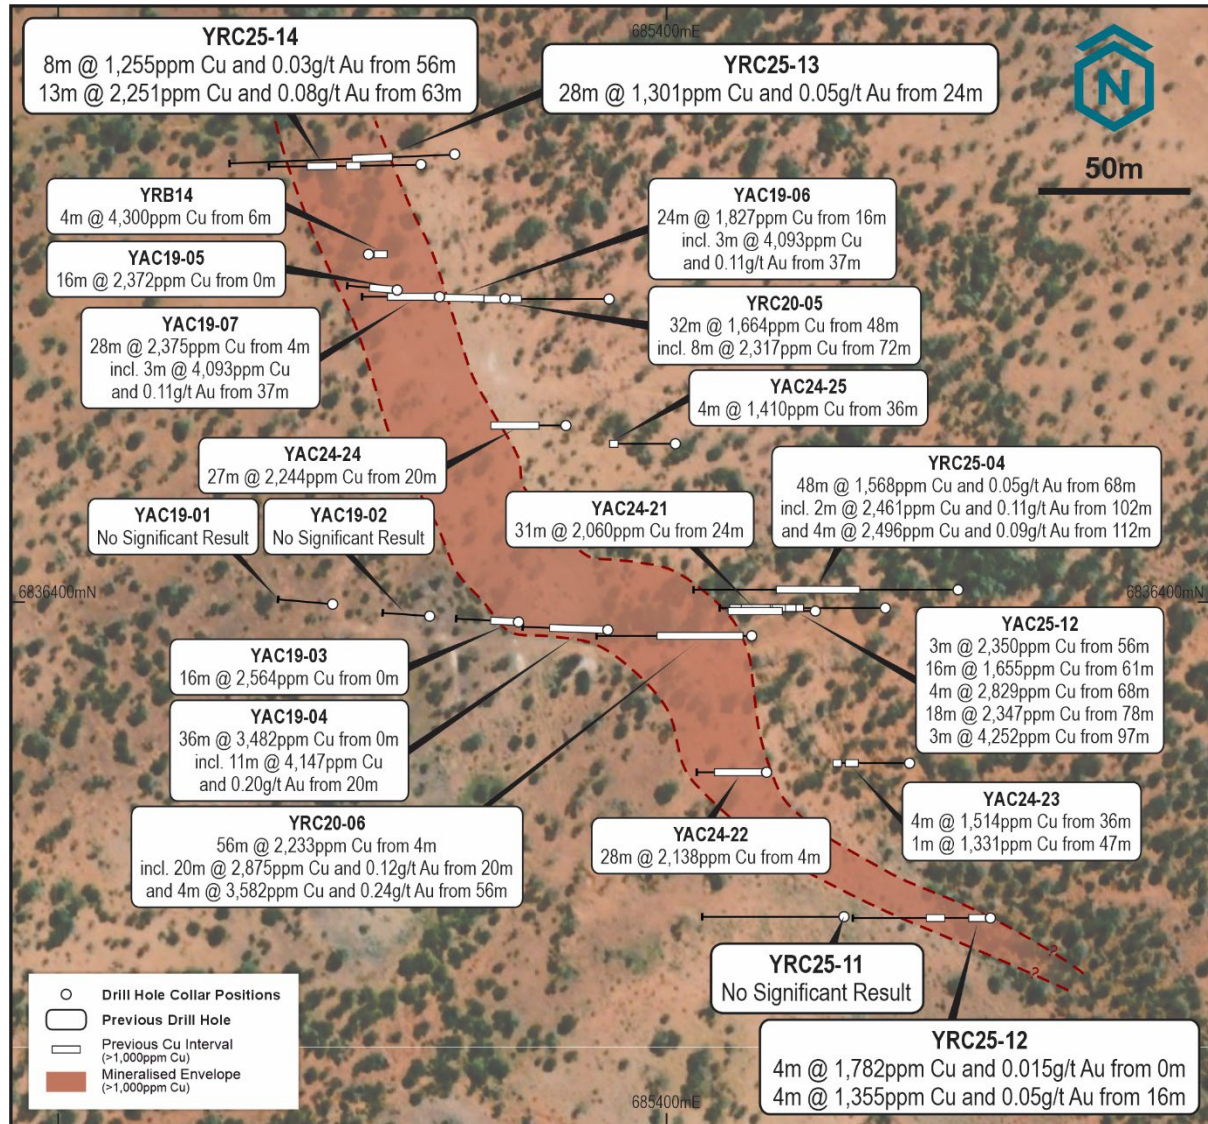 685400mE
YRC25-14
8m @ 1,255ppm Cu and 0.03g/t Au from 56m
13m @ 2,251ppm Cu and 0.08g/t Au from 63m
YRC25-13
28m @ 1,301ppm Cu and 0.05g/t Au from 24m
N
50m
YRB14
4m @ 4,300ppm Cu from 6m
YAC19-06
24m @ 1,827ppm Cu from 16m
incl. 3m @ 4,093ppm Cu
and 0.11g/t Au from 37m
YAC19-05
16m @ 2,372ppm Cu from 0m
YRC20-05
32m @ 1,664ppm Cu from 48m
incl. 8m @ 2,317ppm Cu from 72m
YAC19-07
28m @ 2,375ppm Cu from 4m
incl. 3m @ 4,093ppm Cu
and 0.11g/t Au from 37m
YAC24-25
4m @ 1,410ppm Cu from 36m
YAC24-24
27m @ 2,244ppm Cu from 20m
YRC25-04
48m @ 1,568ppm Cu and 0.05g/t Au from 68m
incl. 2m @ 2,461ppm Cu and 0.11g/t Au from 102m
and 4m @ 2,496ppm Cu and 0.09g/t Au from 112m
YAC24-21
31m @ 2,060ppm Cu from 24m
YAC19-01
No Significant Result
YAC19-02
No Significant Result
6836400mN
6836400mN
YAC25-12
3m @ 2,350ppm Cu from 56m
16m @ 1,655ppm Cu from 61m
4m @ 2,829ppm Cu from 68m
18m @ 2,347ppm Cu from 78m
3m @ 4,252ppm Cu from 97m
YAC19-03
16m @ 2,564ppm Cu from 0m
YAC19-04
36m @ 3,482ppm Cu from 0m
incl. 11m @ 4,147ppm Cu
and 0.20g/t Au from 20m
YRC20-06
56m @ 2,233ppm Cu from 4m
incl. 20m @ 2,875ppm Cu and 0.12g/t Au from 20m
and 4m @ 3,582ppm Cu and 0.24g/t Au from 56m
YAC24-22
28m @ 2,138ppm Cu from 4m
YAC24-23
4m @ 1,514ppm Cu from 36m
1m @ 1,331ppm Cu from 47m
?
?
YRC25-11
No Significant Result
YRC25-12
4m @ 1,782ppm Cu and 0.015g/t Au from 0m
4m @ 1,355ppm Cu and 0.05g/t Au from 16m
Drill Hole Collar Positions
Previous Drill Hole
Previous Cu Interval
(>1,000ppm Cu)
Mineralised Envelope
(>1,000ppm Cu)
685400mE